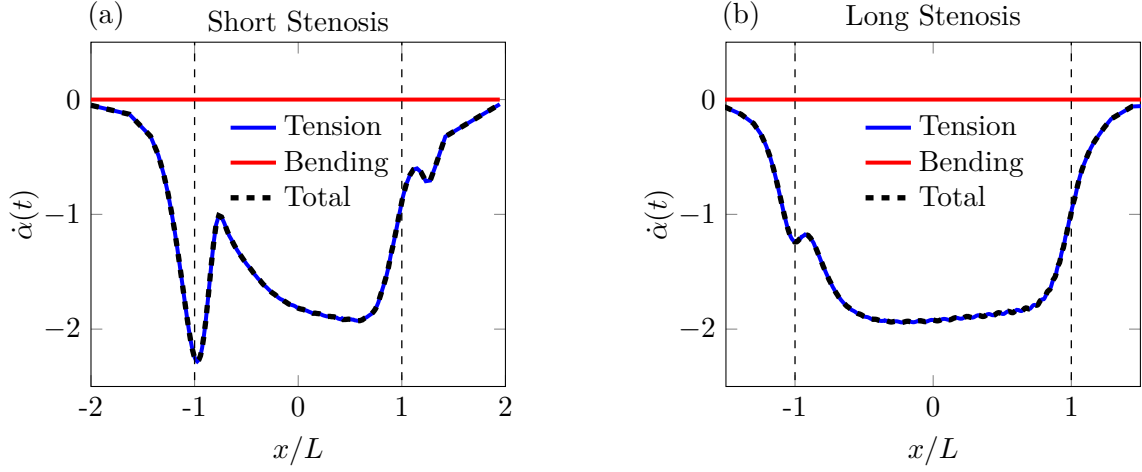 (a)
Short Stenosis
0
−1
−2
α̇(t)
Tension
Bending
Total
-2
-1
0
1
2
x/L
(b)
Long Stenosis
0
−1
−2
α̇(t)
Tension
Bending
Total
-1
0
1
x/L